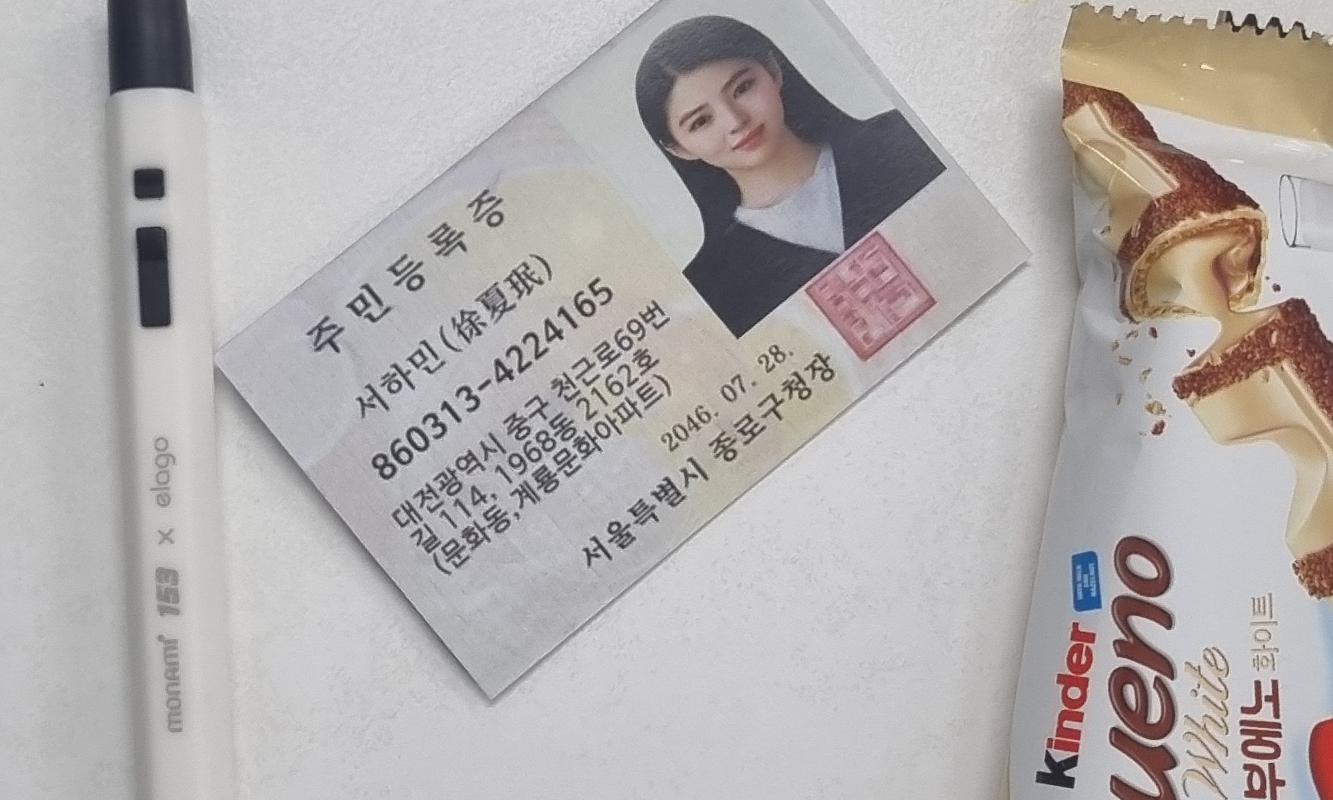 주민등록증
서하민(徐夏珉)
860313-4224165
대전광역시 중구 천근로69번
길 114, 1968동 2162호
(문화동,계룡문화아파트)
2046. 07. 28.
서울특별시 종로구청장
monami 153 x elago
Kinder
ueno
White
부에노 화이트